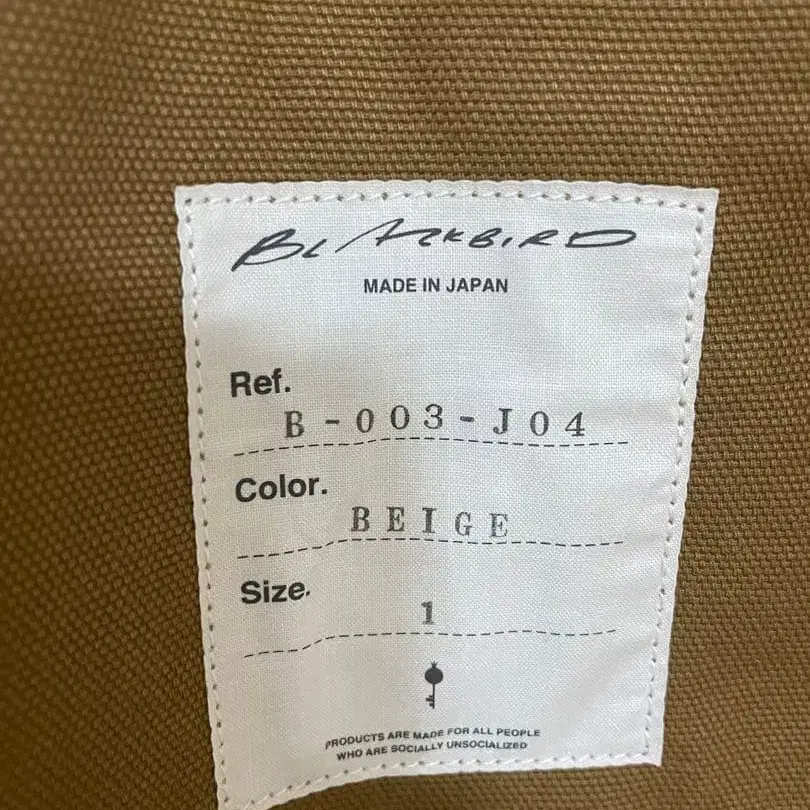 BLACKBIRD
MADE IN JAPAN
Ref.
B-003-J04
Color.
BEIGE
Size.
1
PRODUCTS ARE MADE FOR ALL PEOPLE
WHO ARE SOCIALLY UNSOCIALIZED